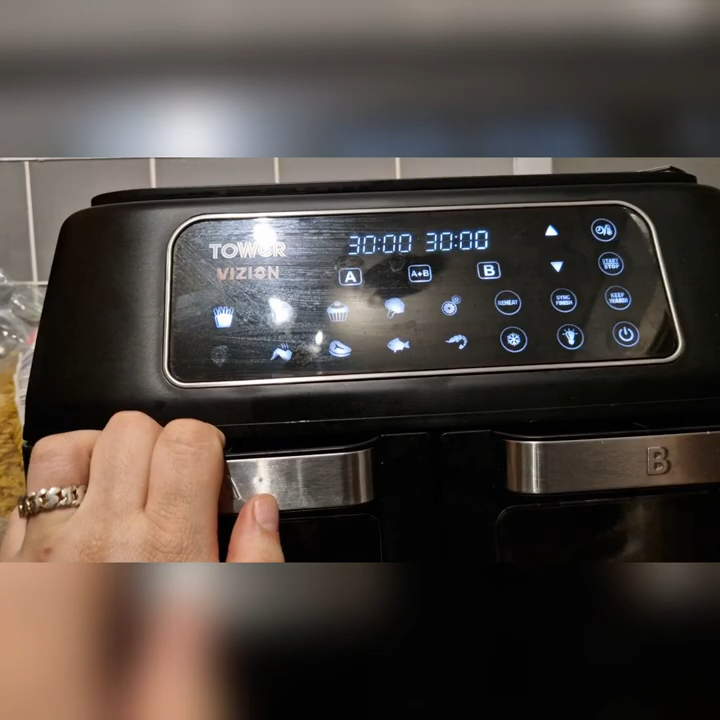 TOWER
VIZION
30:00 30:00
A
A+B
B
START
STOP
REHEAT
SYNC
FINISH
KEEP
WARM
A
B